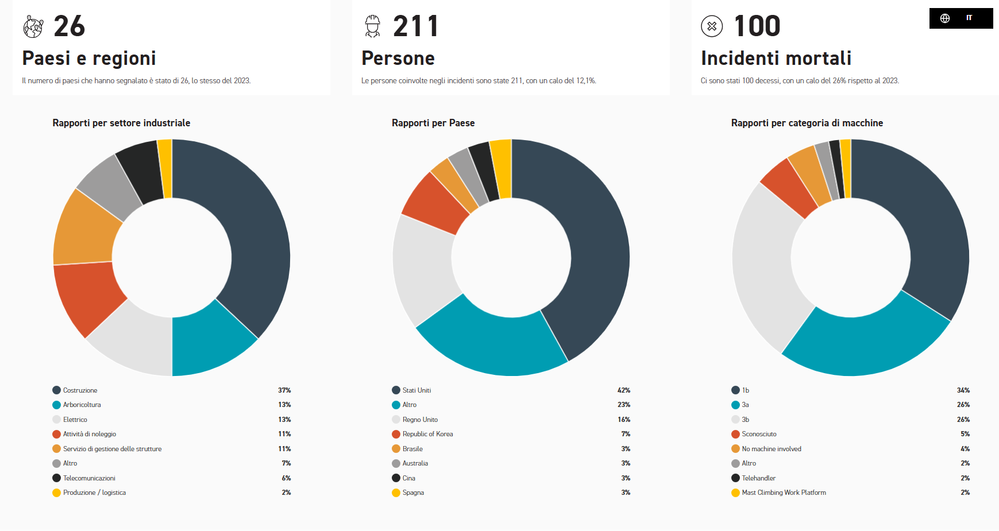 26
Paesi e regioni
Il numero di paesi che hanno segnalato è stato di 26, lo stesso del 2023.
211
Persone
Le persone coinvolte negli incidenti sono state 211, con un calo del 12,1%.
100
Incidenti mortali
Ci sono stati 100 decessi, con un calo del 26% rispetto al 2023.
IT
Rapporti per settore industriale
Costruzione 37%
Arboricoltura 13%
Elettrico 13%
Attività di noleggio 11%
Servizio di gestione delle strutture 11%
Altro 7%
Telecomunicazioni 6%
Produzione / logistica 2%
Rapporti per Paese
Stati Uniti 42%
Altro 23%
Regno Unito 16%
Republic of Korea 7%
Brasile 3%
Australia 3%
Cina 3%
Spagna 3%
Rapporti per categoria di macchine
1b 34%
3a 26%
3b 26%
Sconosciuto 5%
No machine involved 4%
Altro 2%
Telehandler 2%
Mast Climbing Work Platform 2%